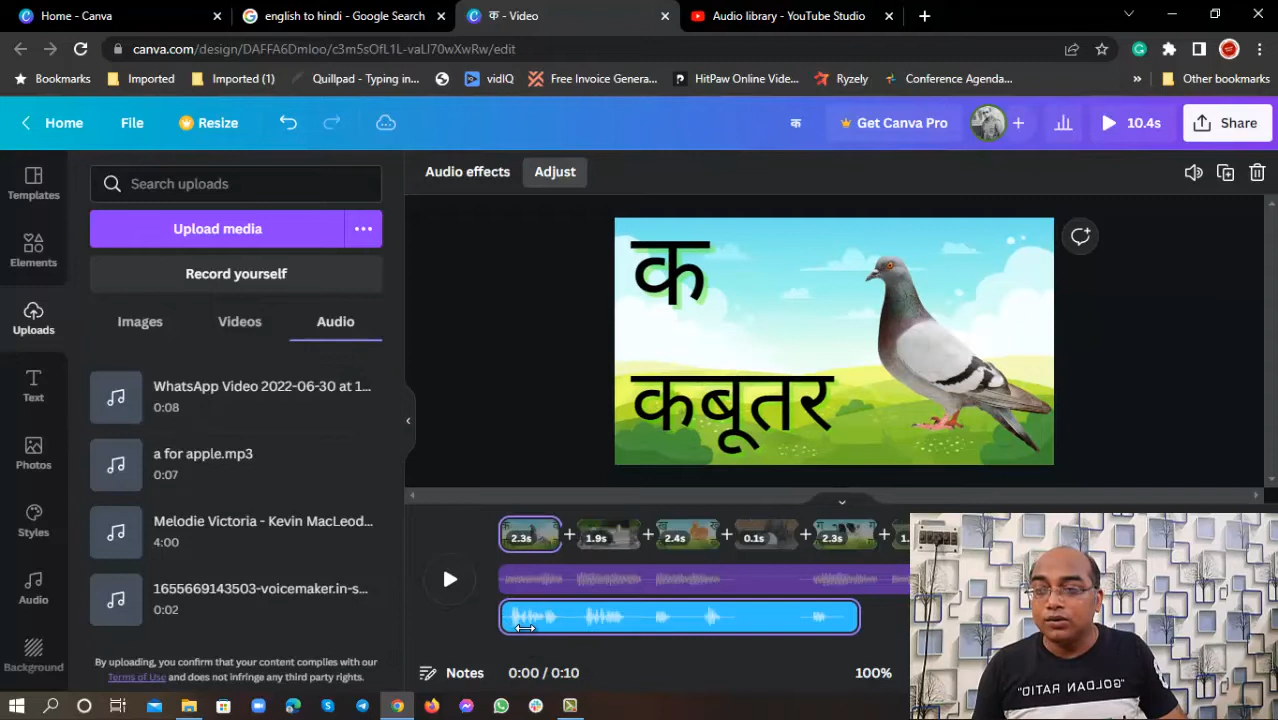 Home - Canva
english to hindi - Google Search
क - Video
Audio library - YouTube Studio
canva.com/design/DAFFA6Dmloo/c3m5sOfL1L-vaLl70wXwRw/edit
Bookmarks
Imported
Imported (1)
Quillpad - Typing in...
vidIQ
Free Invoice Genera...
HitPaw Online Video...
Ryzely
Conference Agenda...
»
Other bookmarks
Home
File
Resize
क
Get Canva Pro
10.4s
Share
Templates
Elements
Uploads
Text
Photos
Styles
Audio
Background
Search uploads
Upload media
Record yourself
Images
Videos
Audio
WhatsApp Video 2022-06-30 at 1...
0:08
a for apple.mp3
0:07
Melodie Victoria - Kevin MacLeod...
4:00
1655669143503-voicemaker.in-s...
0:02
By uploading, you confirm that your content complies with our
Terms of Use and does not infringe any third party rights.
Audio effects
Adjust
क
कबूतर
2.3s
1.9s
2.4s
0.1s
2.3s
Notes
0:00 / 0:10
100%
"GOLDAN RATIO"